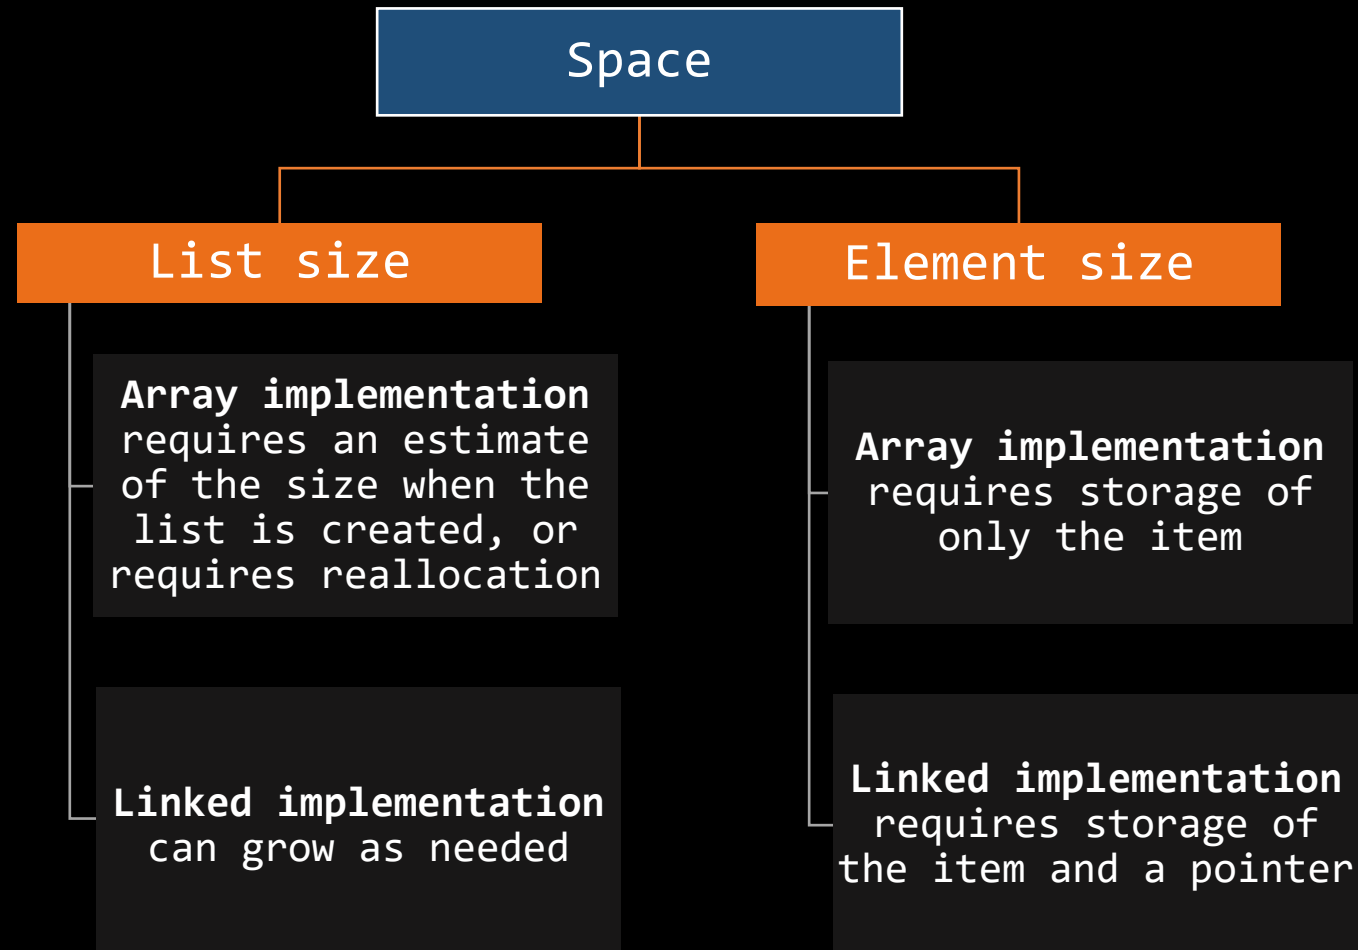 Space
List size
Array implementation
requires an estimate
of the size when the
list is created, or
requires reallocation
Linked implementation
can grow as needed
Element size
Array implementation
requires storage of
only the item
Linked implementation
requires storage of
the item and a pointer